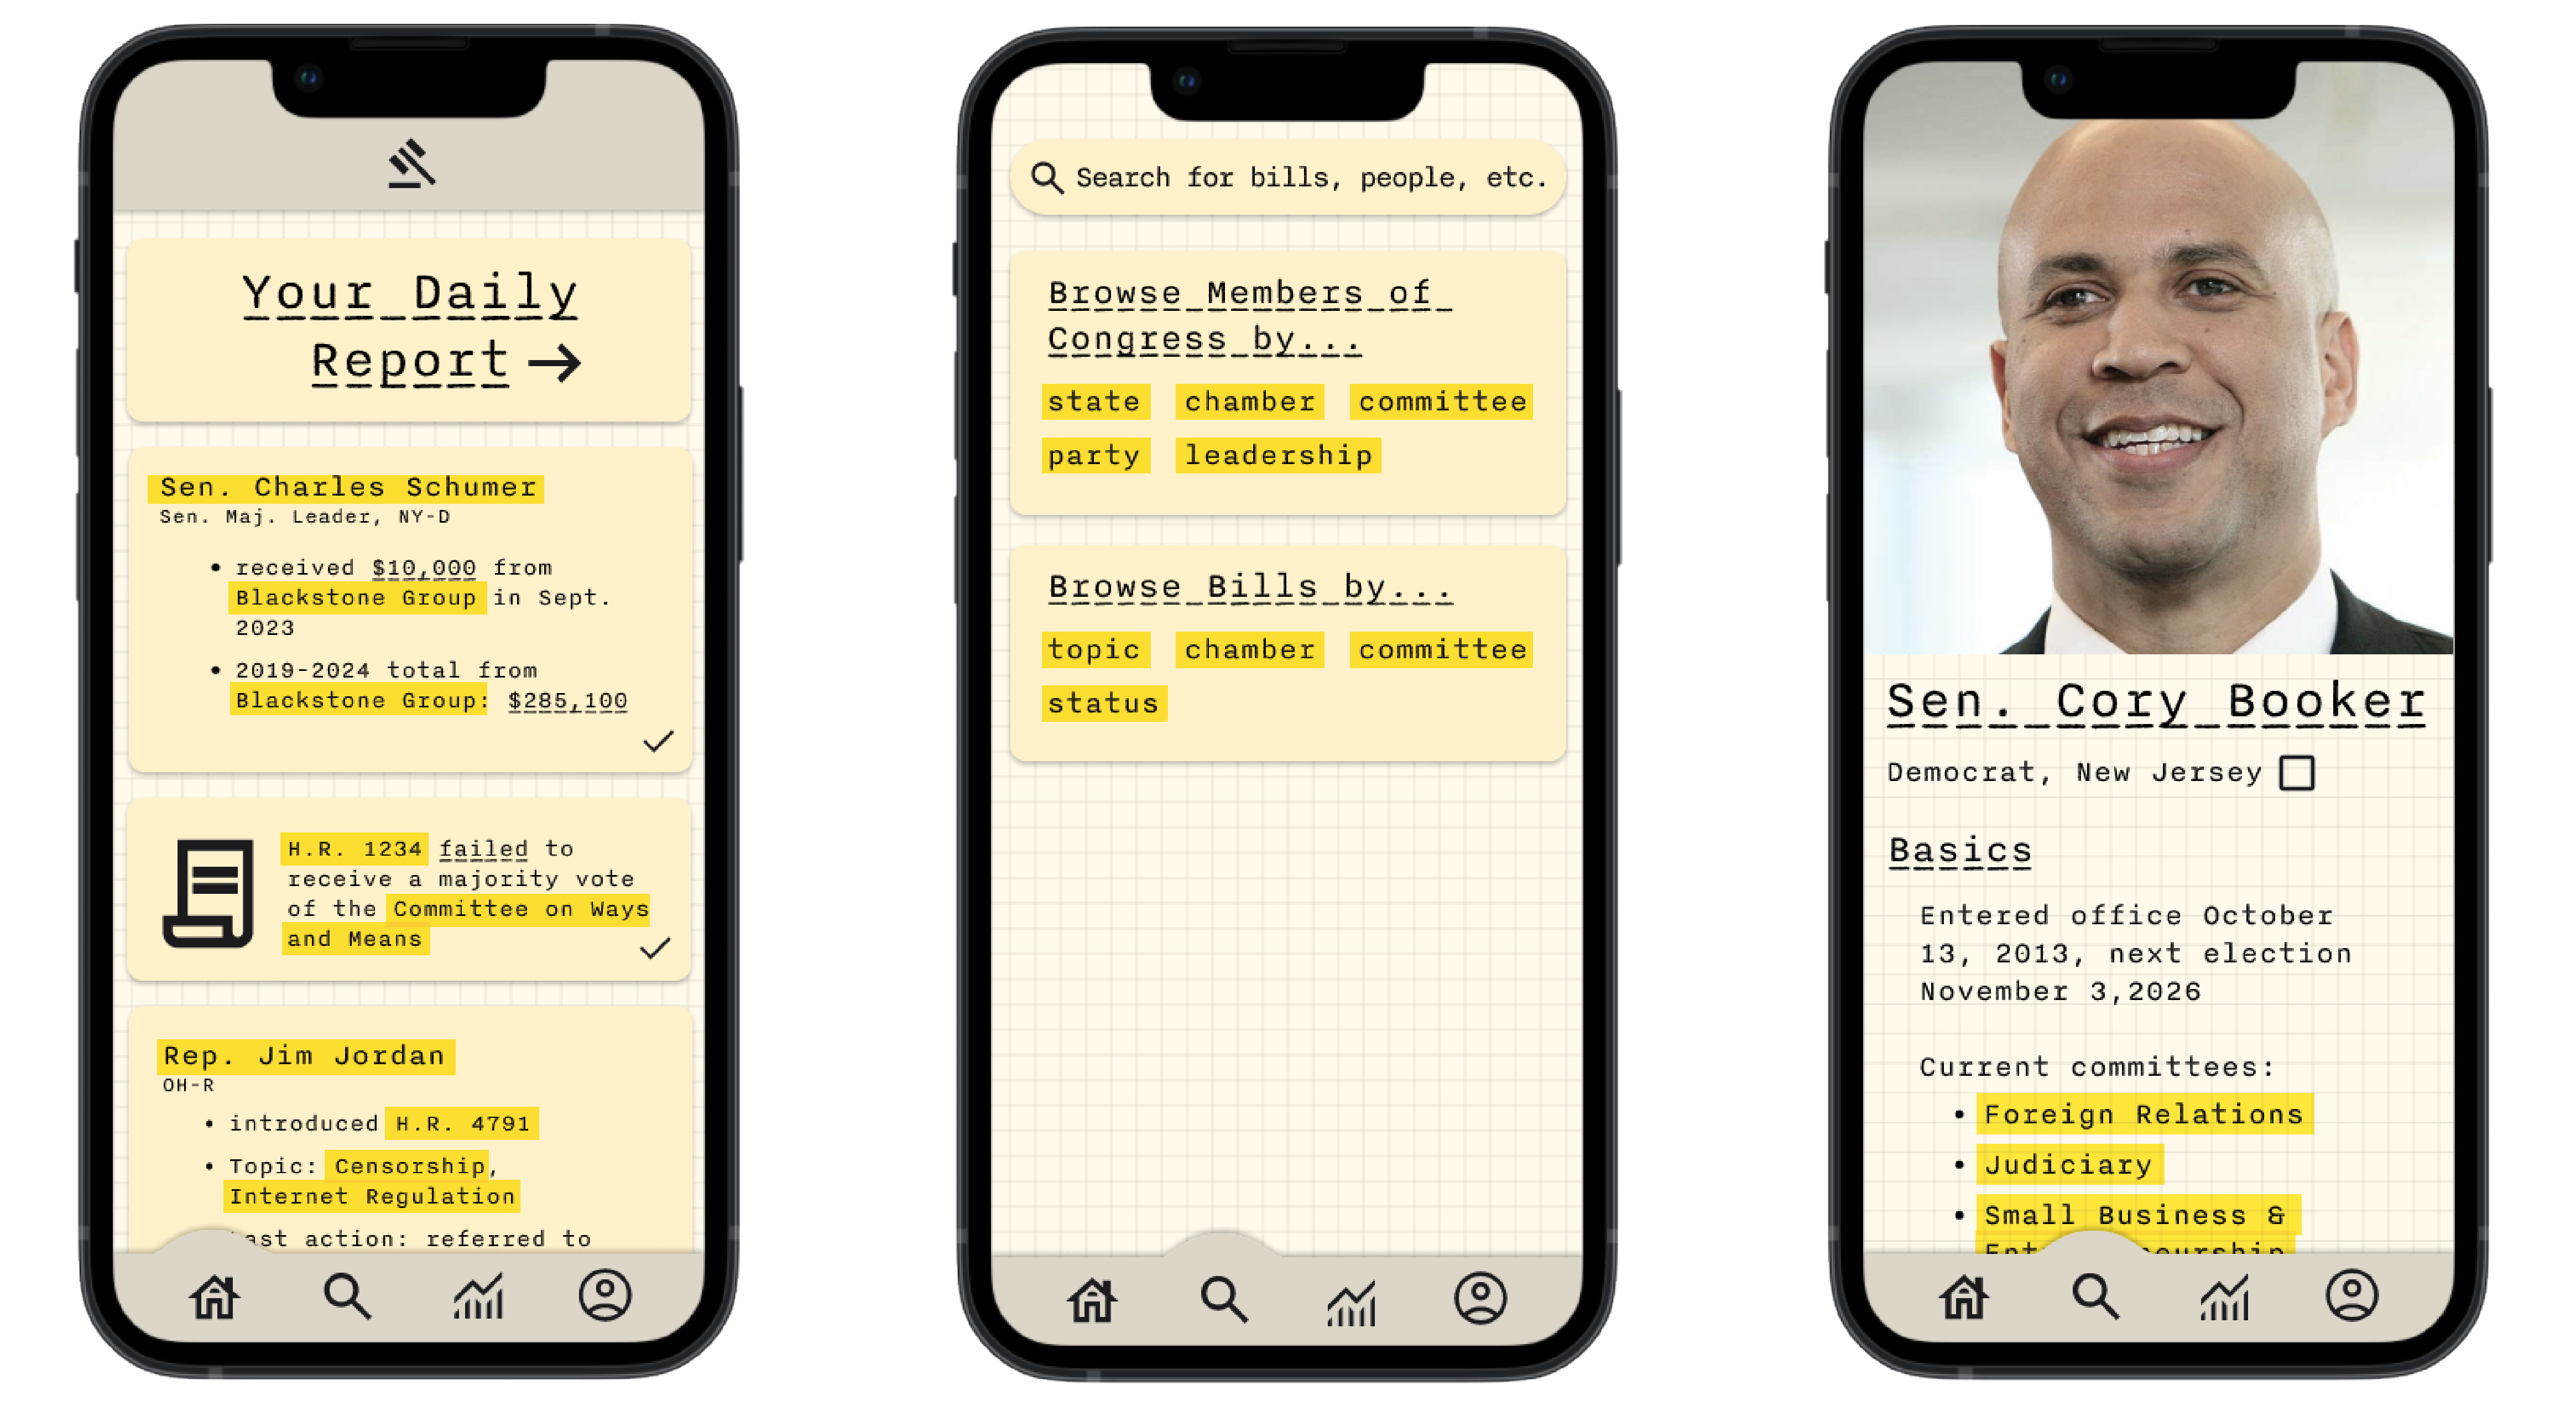 Your Daily
Report
Sen. Charles Schumer
Sen. Maj. Leader, NY-D
• received $10,000 from
Blackstone Group in Sept.
2023
• 2019-2024 total from
Blackstone Group: $285,100
H.R. 1234 failed to
receive a majority vote
of the Committee on Ways
and Means
Rep. Jim Jordan
OH-R
• introduced H.R. 4791
• Topic: Censorship,
Internet Regulation
action: referred to
Search for bills, people, etc.
Browse Members of
Congress by...
state chamber committee
party leadership
Browse Bills by...
topic chamber committee
status
Sen. Cory Booker
Democrat, New Jersey
Basics
Entered office October
13, 2013, next election
November 3,2026
Current committees:
• Foreign Relations
• Judiciary
• Small Business &